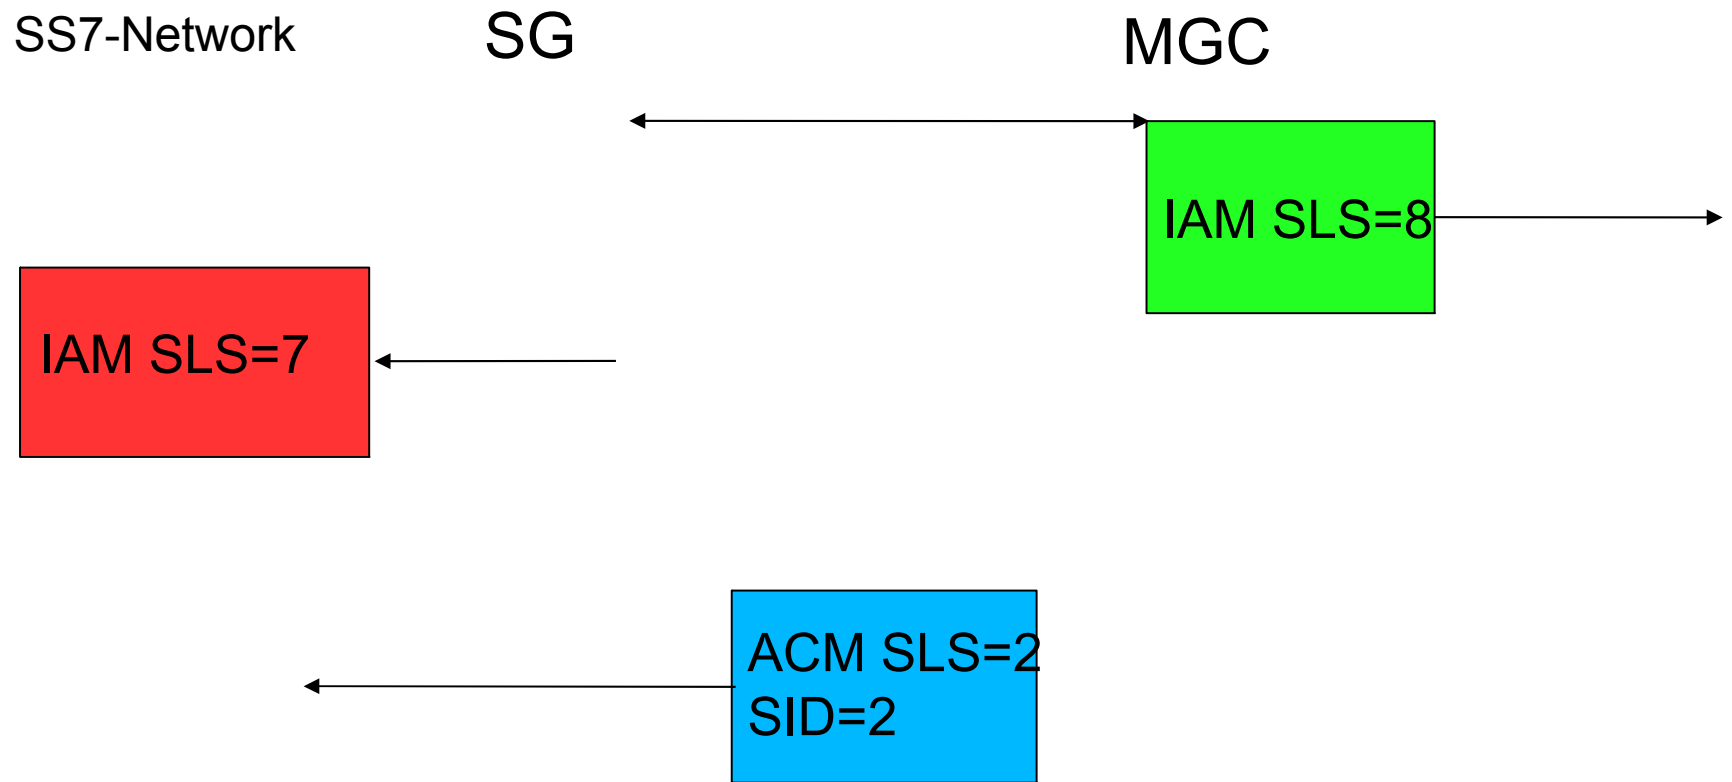 SS7-Network
SG
MGC
IAM SLS=8
IAM SLS=7
ACM SLS=2
SID=2